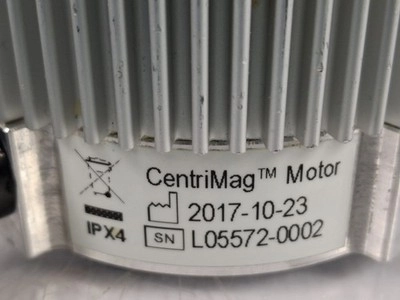 CentriMag™ Motor
2017-10-23
IPX4
SN L05572-0002